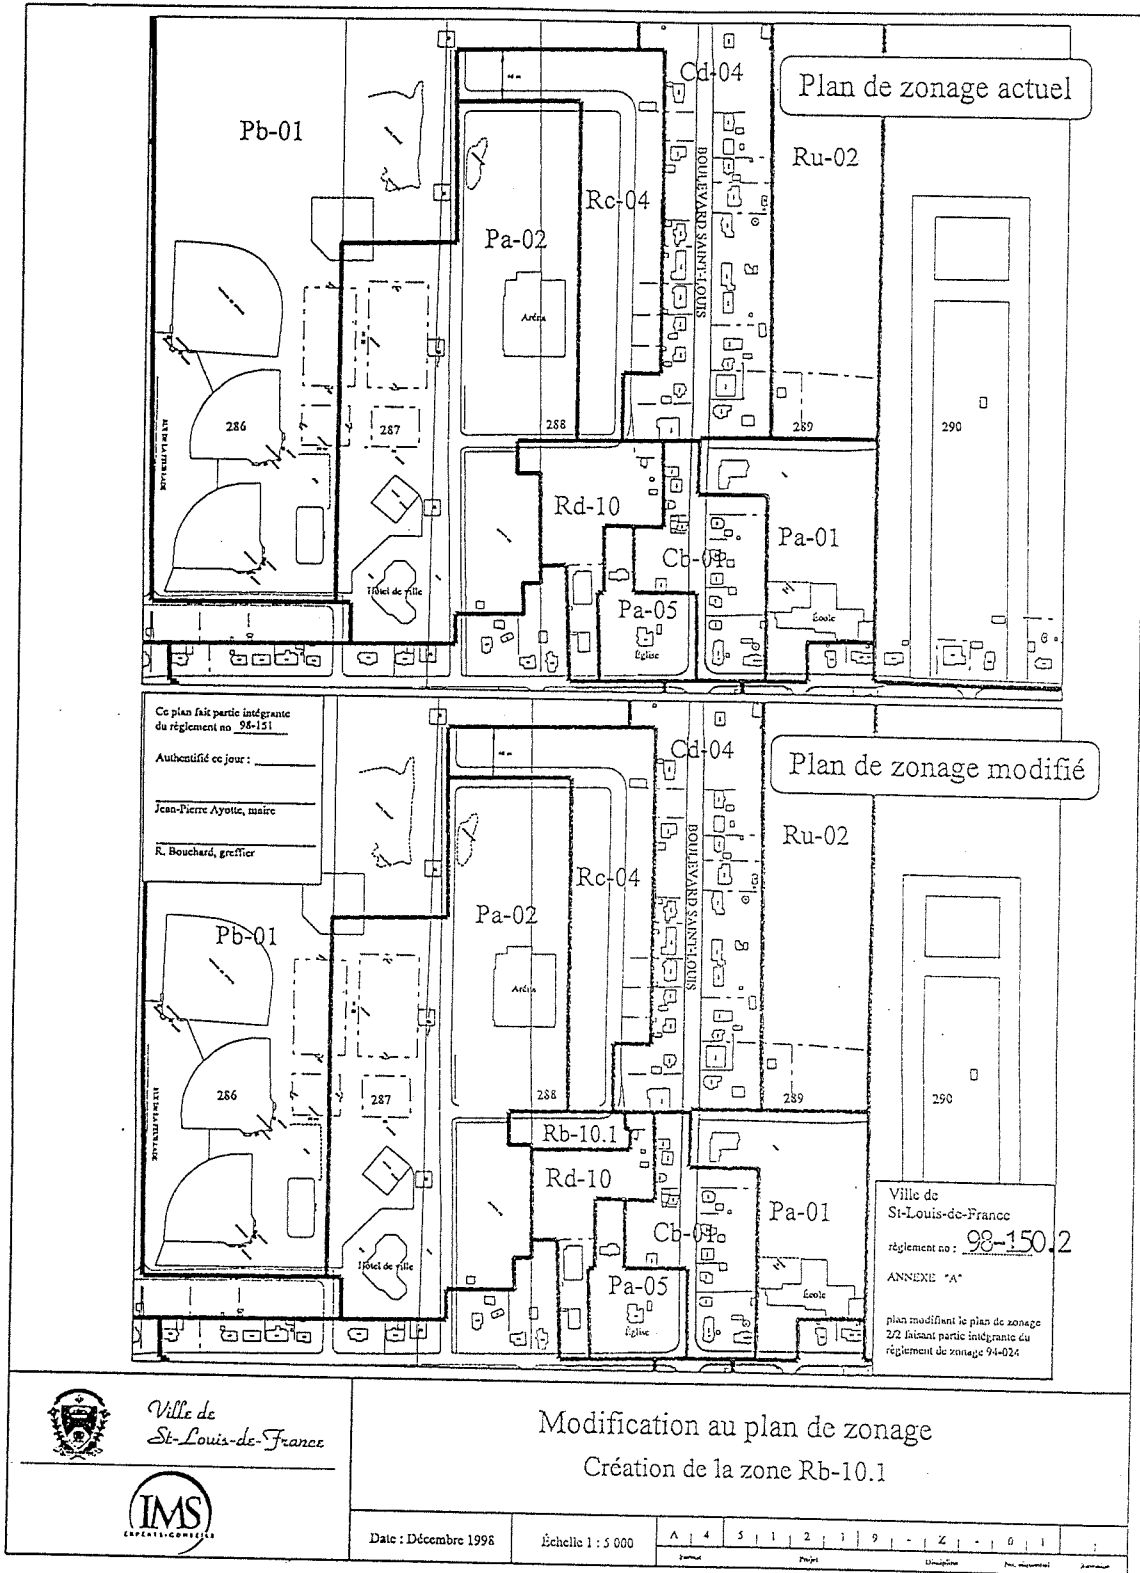 Plan de zonage actuel
Pb-01
Cd-04
Ru-02
Rc-04
Pa-02
BOULEVARD SAINT-LOUIS
Aréna
286
287
288
289
290
Rd-10
Pa-01
Cb-01
Pa-05
Hôtel de ville
Église
École
Ce plan fait partie intégrante
du règlement no 98-151
Authentifié ce jour :
Jean-Pierre Ayotte, maire
R. Bouchard, greffier
Plan de zonage modifié
Cd-04
Ru-02
Rc-04
Pa-02
Pb-01
BOULEVARD SAINT-LOUIS
Aréna
286
287
288
289
290
Rb-10.1
Rd-10
Pa-01
Cb-01
Pa-05
Hôtel de ville
Église
École
Ville de
St-Louis-de-France
règlement no : 98-150.2
ANNEXE "A"
plan modifiant le plan de zonage
2/2 faisant partie intégrante du
règlement de zonage 94-024
Ville de
St-Louis-de-France
IMS
EXPERTS-CONSEILS
Modification au plan de zonage
Création de la zone Rb-10.1
Date : Décembre 1998
Échelle 1 : 5 000
A 4 5 1 2 1 9 - Z - 0 1
Format Projet Discipline